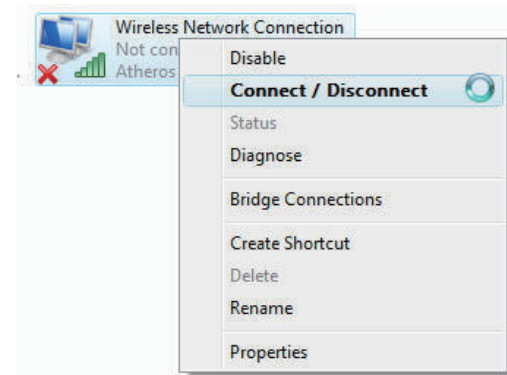 Wireless Network Connection
Not con
Atheros
Disable
Connect / Disconnect
Status
Diagnose
Bridge Connections
Create Shortcut
Delete
Rename
Properties